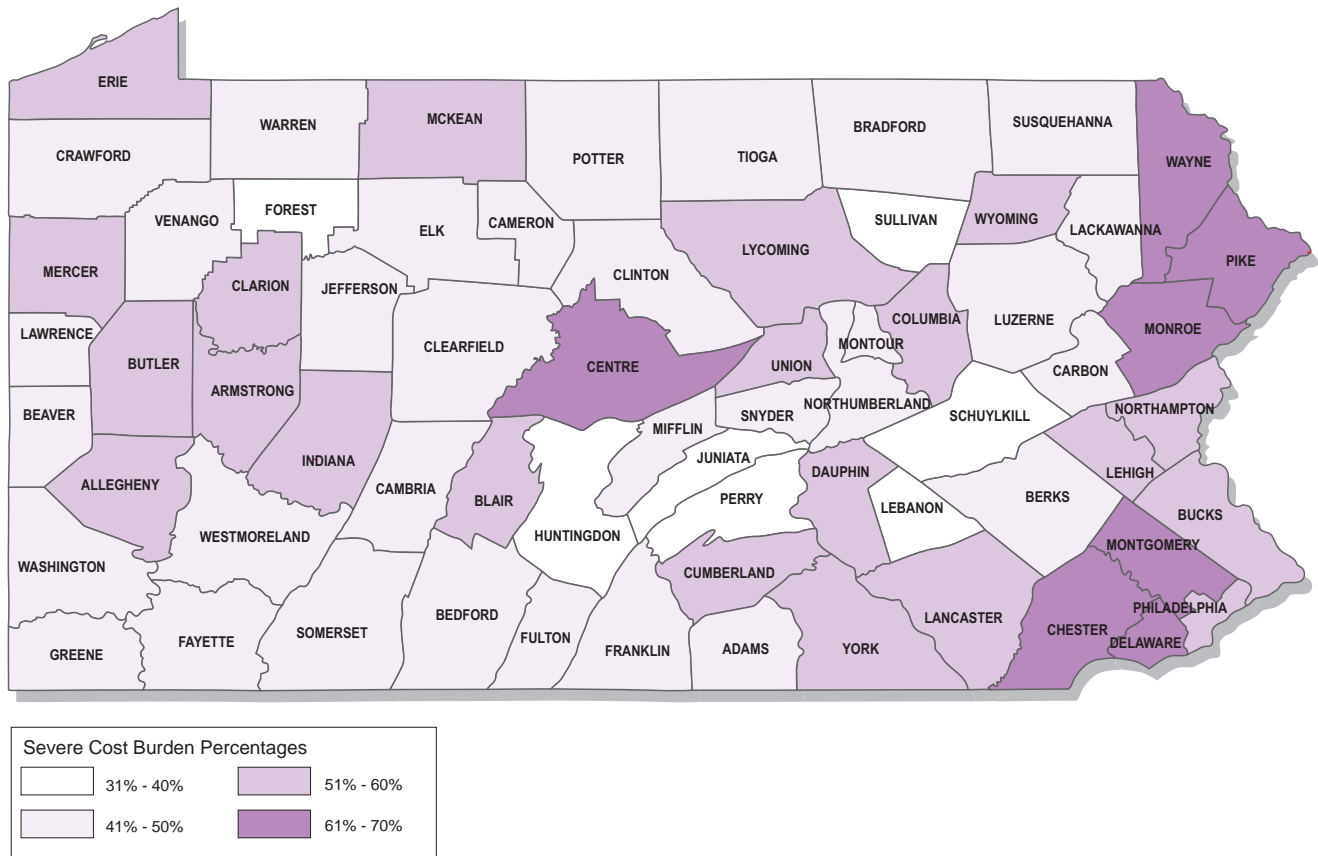 ERIE
WARREN
MCKEAN
POTTER
TIOGA
BRADFORD
SUSQUEHANNA
WAYNE
CRAWFORD
VENANGO
FOREST
ELK
CAMERON
SULLIVAN
WYOMING
LACKAWANNA
PIKE
MERCER
CLARION
JEFFERSON
CLINTON
LYCOMING
COLUMBIA
LUZERNE
MONROE
LAWRENCE
BUTLER
ARMSTRONG
CLEARFIELD
CENTRE
UNION
MONTOUR
CARBON
BEAVER
INDIANA
MIFFLIN
SNYDER
NORTHUMBERLAND
SCHUYLKILL
NORTHAMPTON
ALLEGHENY
CAMBRIA
BLAIR
JUNIATA
PERRY
DAUPHIN
LEBANON
BERKS
LEHIGH
BUCKS
WESTMORELAND
HUNTINGDON
MONTGOMERY
WASHINGTON
CUMBERLAND
LANCASTER
PHILADELPHIA
GREENE
FAYETTE
SOMERSET
BEDFORD
FULTON
FRANKLIN
ADAMS
YORK
CHESTER
DELAWARE
Severe Cost Burden Percentages
31% - 40%
51% - 60%
41% - 50%
61% - 70%